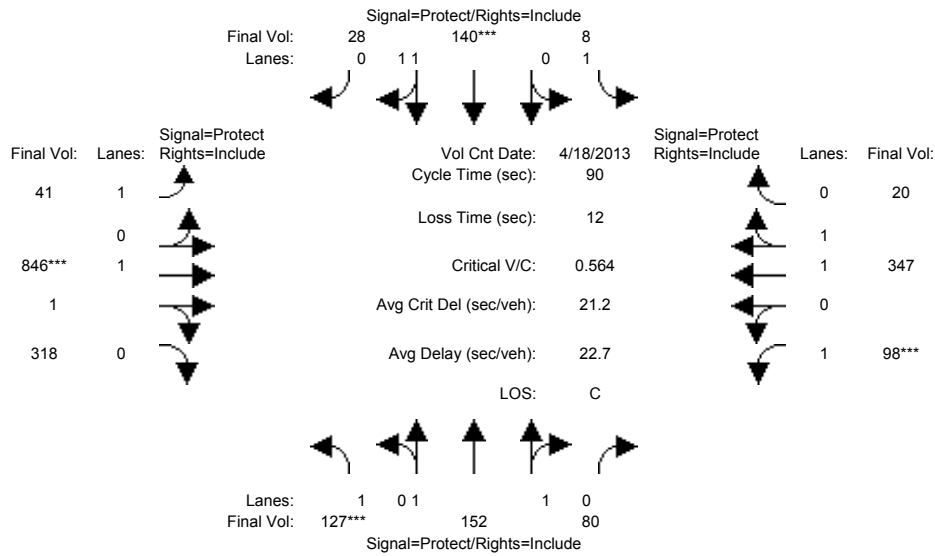 Signal=Protect/Rights=Include
Final Vol: 28 140*** 8
Lanes: 0 1 1 0 1
Signal=Protect Signal=Protect
Final Vol: Lanes: Rights=Include Vol Cnt Date: 4/18/2013 Rights=Include Lanes: Final Vol:
Cycle Time (sec): 90
41 1 0 20
Loss Time (sec): 12
0 1
846*** 1 Critical V/C: 0.564 1 347
1 Avg Crit Del (sec/veh): 21.2 0
318 0 Avg Delay (sec/veh): 22.7 1 98***
LOS: C
Lanes: 1 0 1 1 0
Final Vol: 127*** 152 80
Signal=Protect/Rights=Include